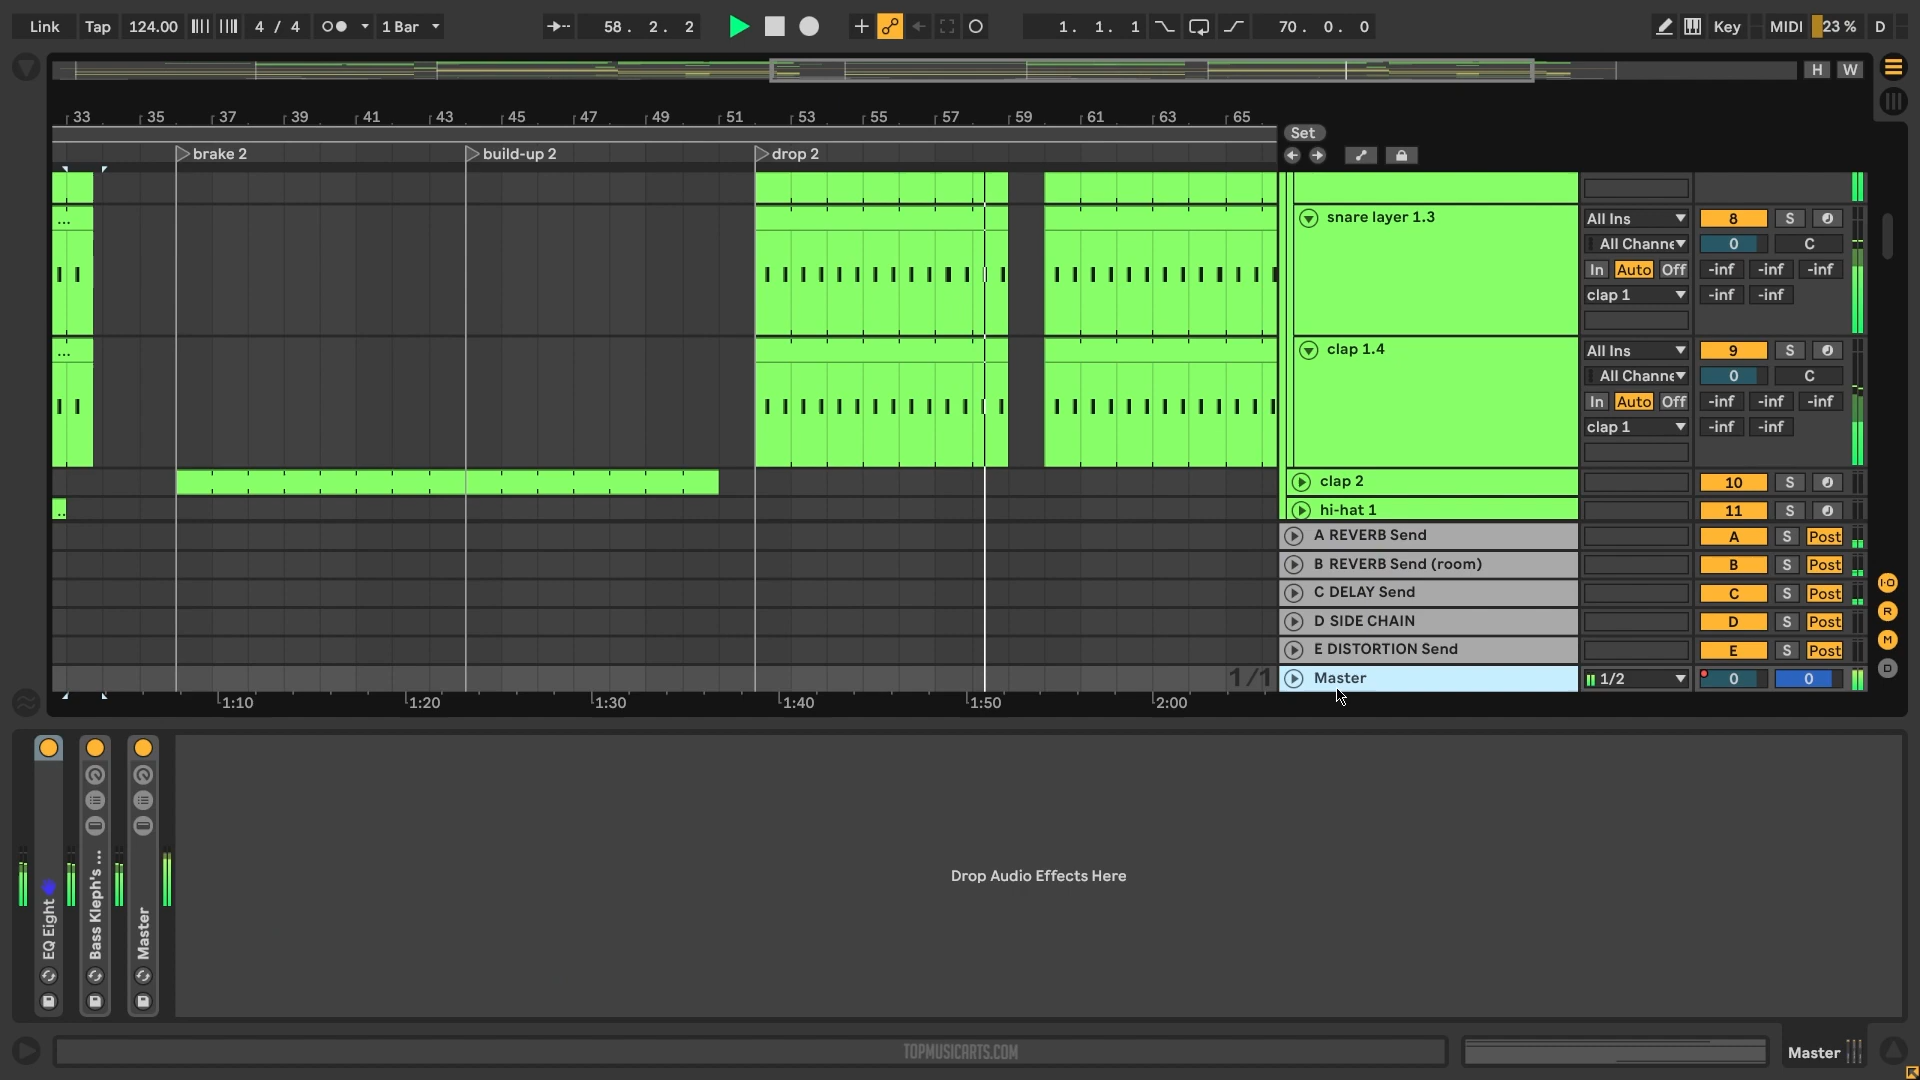 Link Tap 124.00 4 / 4 1 Bar 58. 2. 2 1. 1. 1 70. 0. 0 Key MIDI 23 % D
H W
33 35 37 39 41 43 45 47 49 51 53 55 57 59 61 63 65
Set
brake 2 build-up 2 drop 2
... snare layer 1.3 All Ins 8 S
All Channe 0 C
In Auto Off -inf -inf -inf
clap 1 -inf -inf
... clap 1.4 All Ins 9 S
All Channe 0 C
In Auto Off -inf -inf -inf
clap 1 -inf -inf
clap 2 10 S
.. hi-hat 1 11 S
A REVERB Send A S Post
B REVERB Send (room) B S Post
C DELAY Send C S Post
D SIDE CHAIN D S Post
E DISTORTION Send E S Post
1/1 Master 1/2 0 0
I·O
R
M
D
1:10 1:20 1:30 1:40 1:50 2:00
EQ Eight
Bass Kleph's ...
Master
Drop Audio Effects Here
TOPMUSICARTS.COM
Master